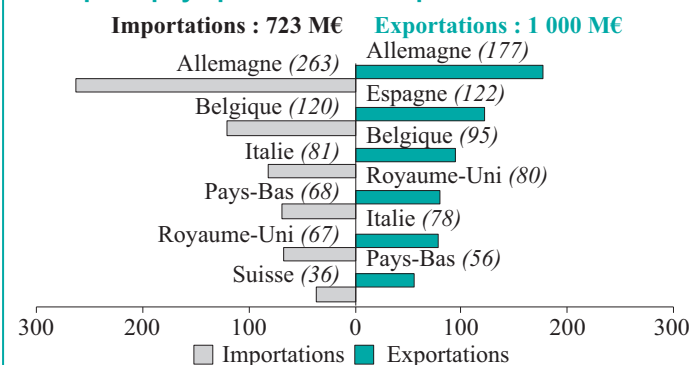 Importations : 723 M€
Exportations : 1 000 M€
Allemagne (263)
Allemagne (177)
Belgique (120)
Espagne (122)
Italie (81)
Belgique (95)
Pays-Bas (68)
Royaume-Uni (80)
Royaume-Uni (67)
Italie (78)
Suisse (36)
Pays-Bas (56)
300 200 100 0 100 200 300
Importations Exportations